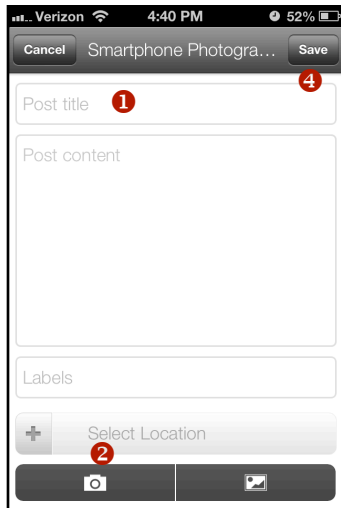 Verizon 4:40 PM 52%
Cancel Smartphone Photogra... Save
4
Post title 1
Post content
Labels
+ Select Location
2